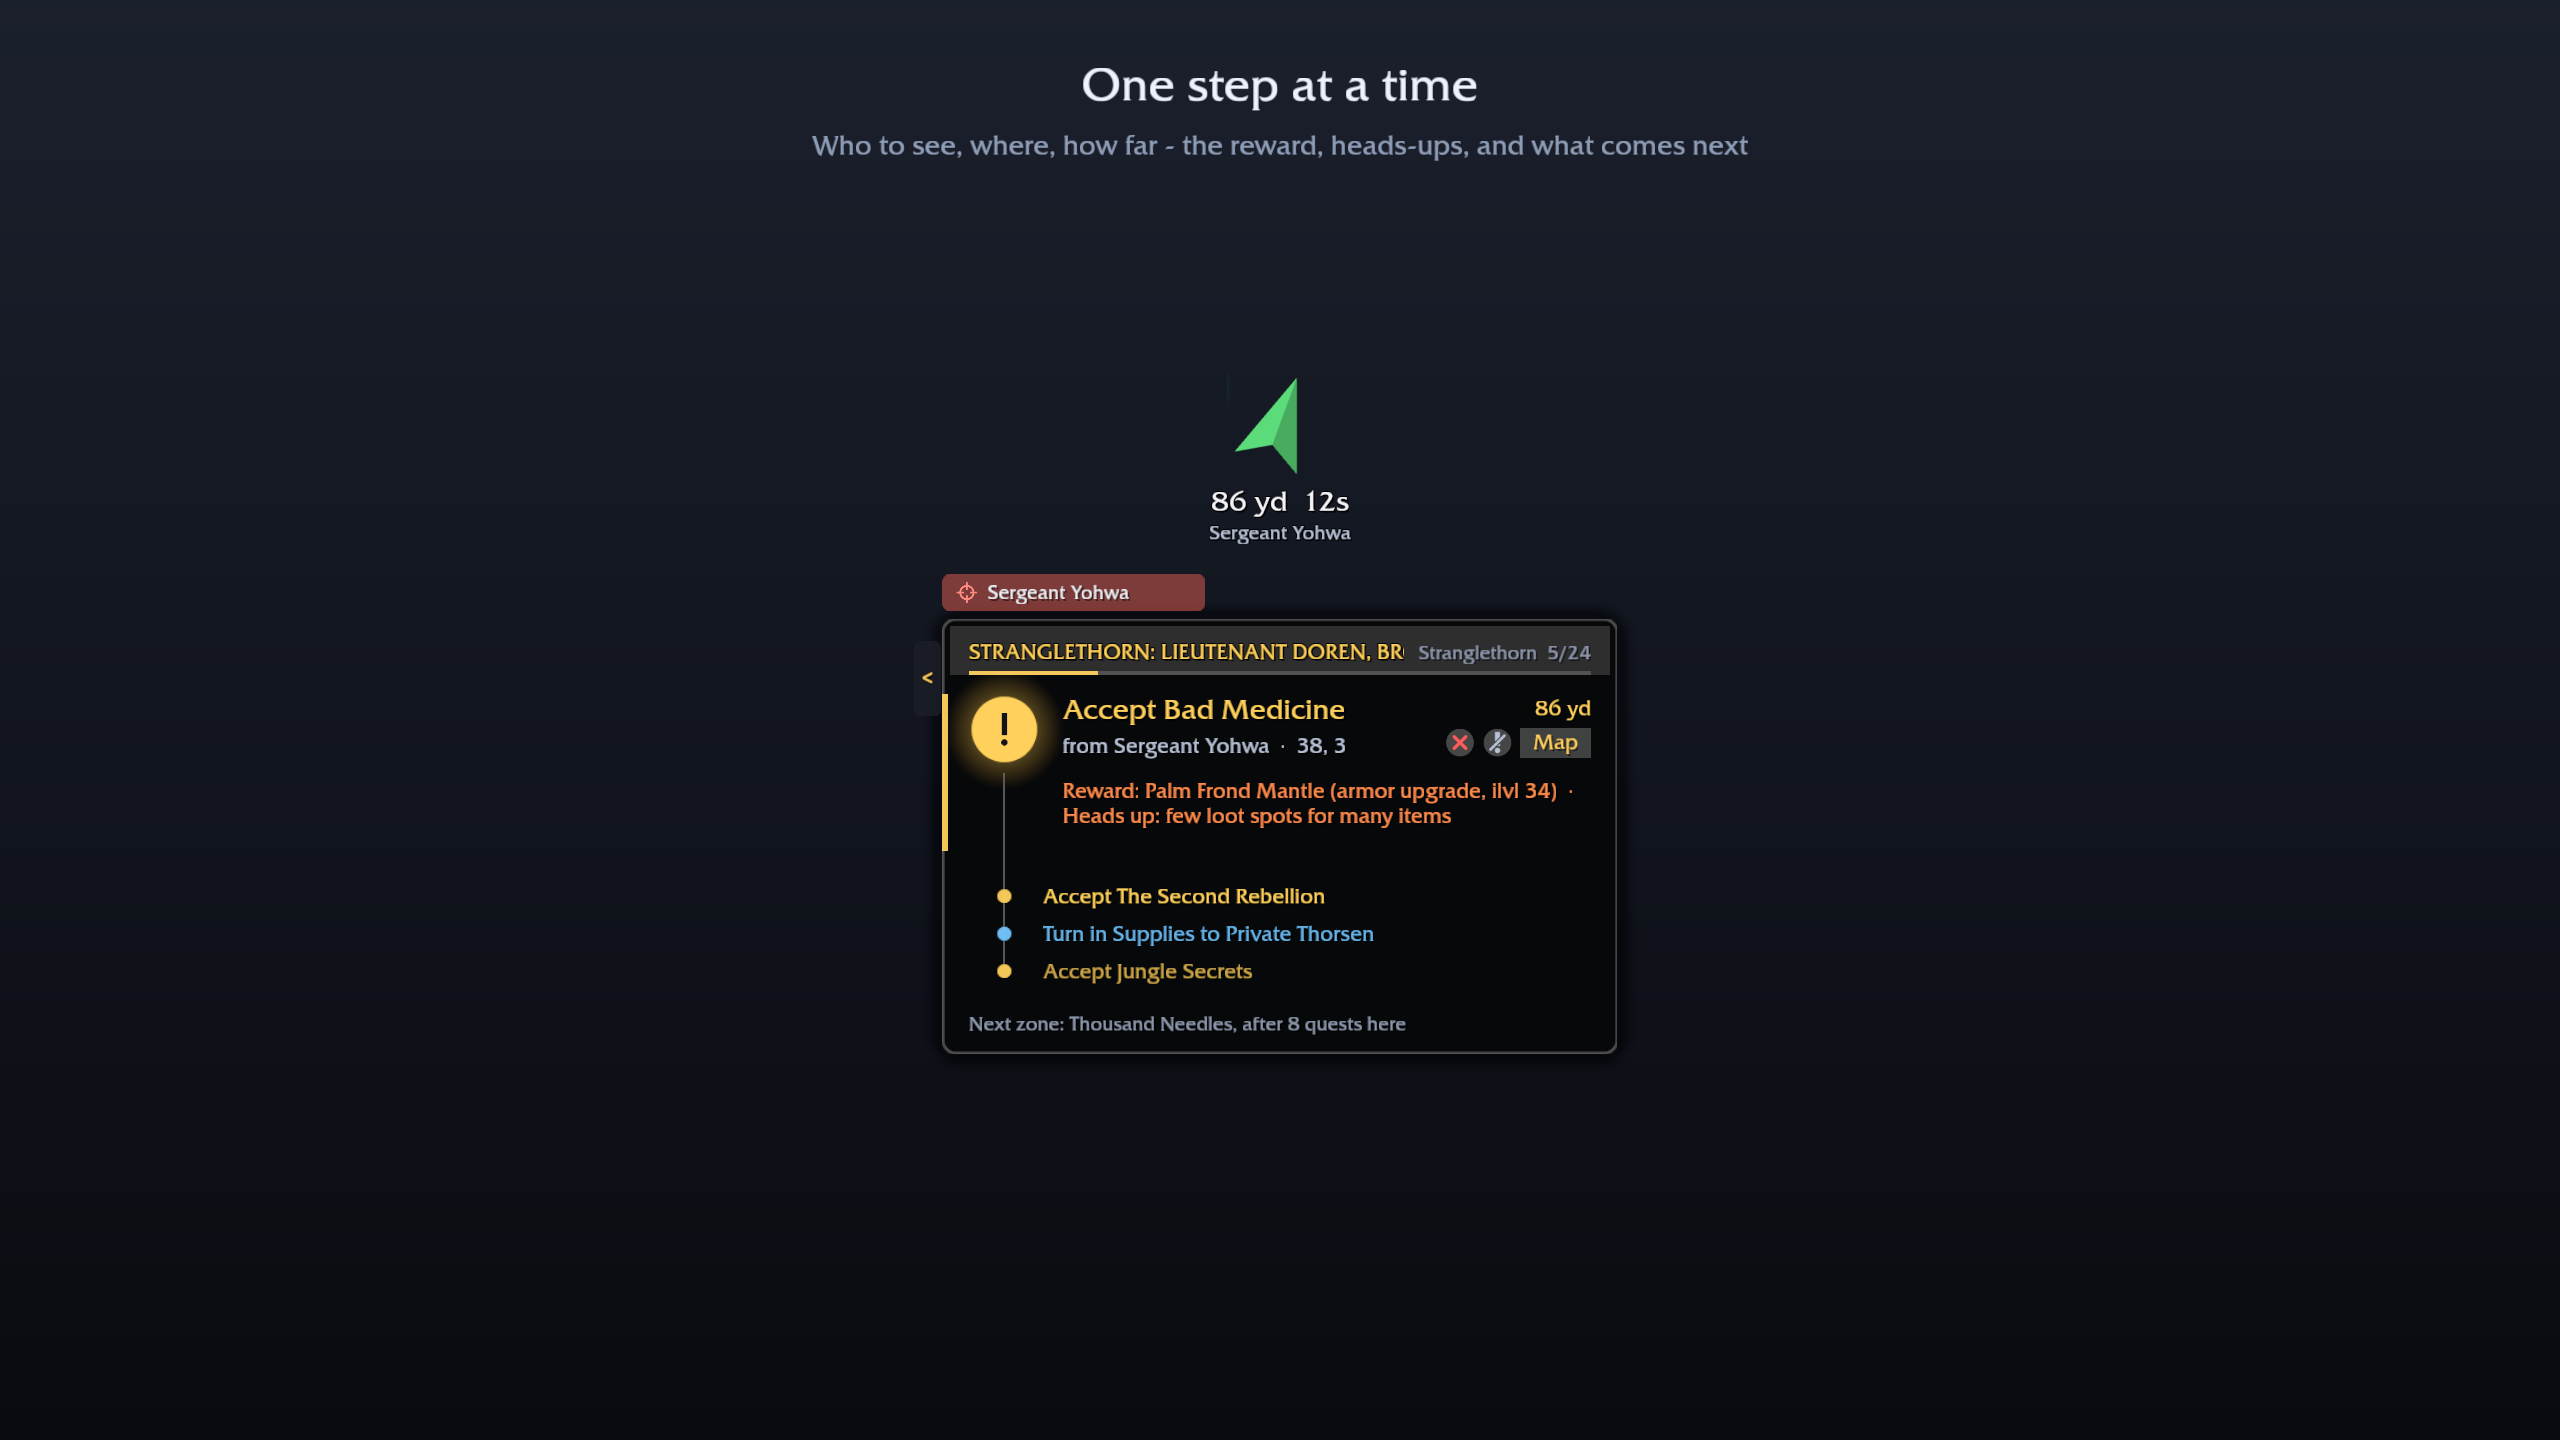 One step at a time
Who to see, where, how far - the reward, heads-ups, and what comes next
86 yd 12s
Sergeant Yohwa
Sergeant Yohwa
STRANGLETHORN: LIEUTENANT DOREN, BR
Stranglethorn 5/24
<
!
Accept Bad Medicine
86 yd
from Sergeant Yohwa · 38, 3
Map
Reward: Palm Frond Mantle (armor upgrade, ilvl 34) ·
Heads up: few loot spots for many items
Accept The Second Rebellion
Turn in Supplies to Private Thorsen
Accept Jungle Secrets
Next zone: Thousand Needles, after 8 quests here